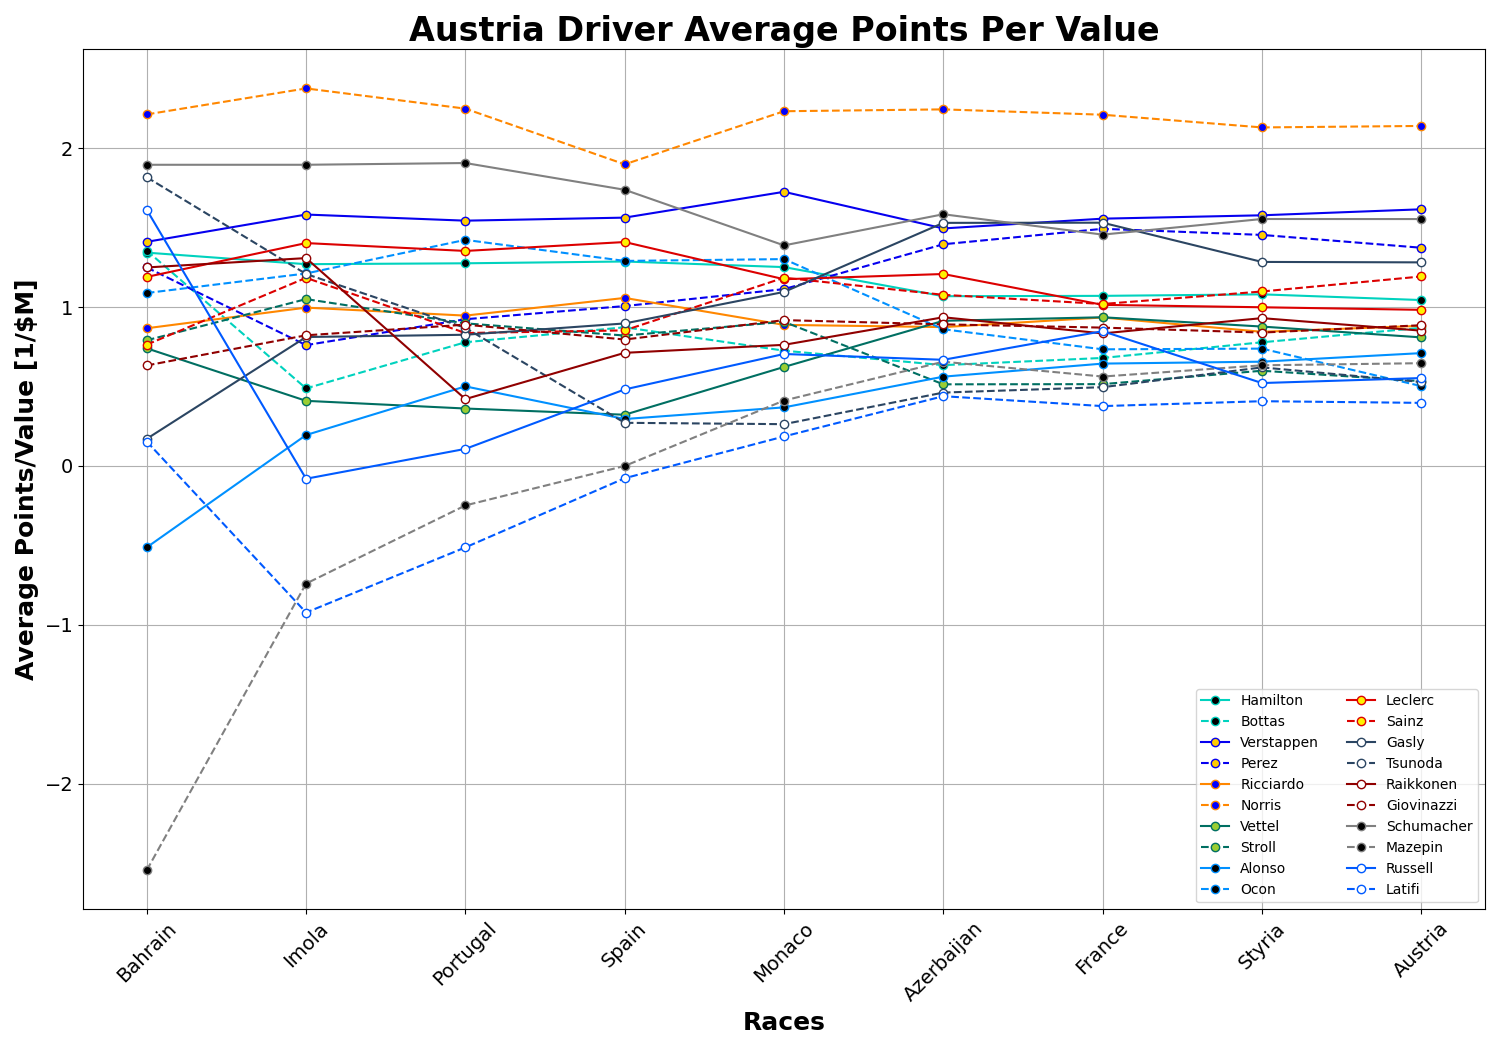 Austria Driver Average Points Per Value
Average Points/Value [1/$M]
2
1
0
−1
−2
Bahrain
Imola
Portugal
Spain
Monaco
Azerbaijan
France
Styria
Austria
Races
Hamilton
Bottas
Verstappen
Perez
Ricciardo
Norris
Vettel
Stroll
Alonso
Ocon
Leclerc
Sainz
Gasly
Tsunoda
Raikkonen
Giovinazzi
Schumacher
Mazepin
Russell
Latifi